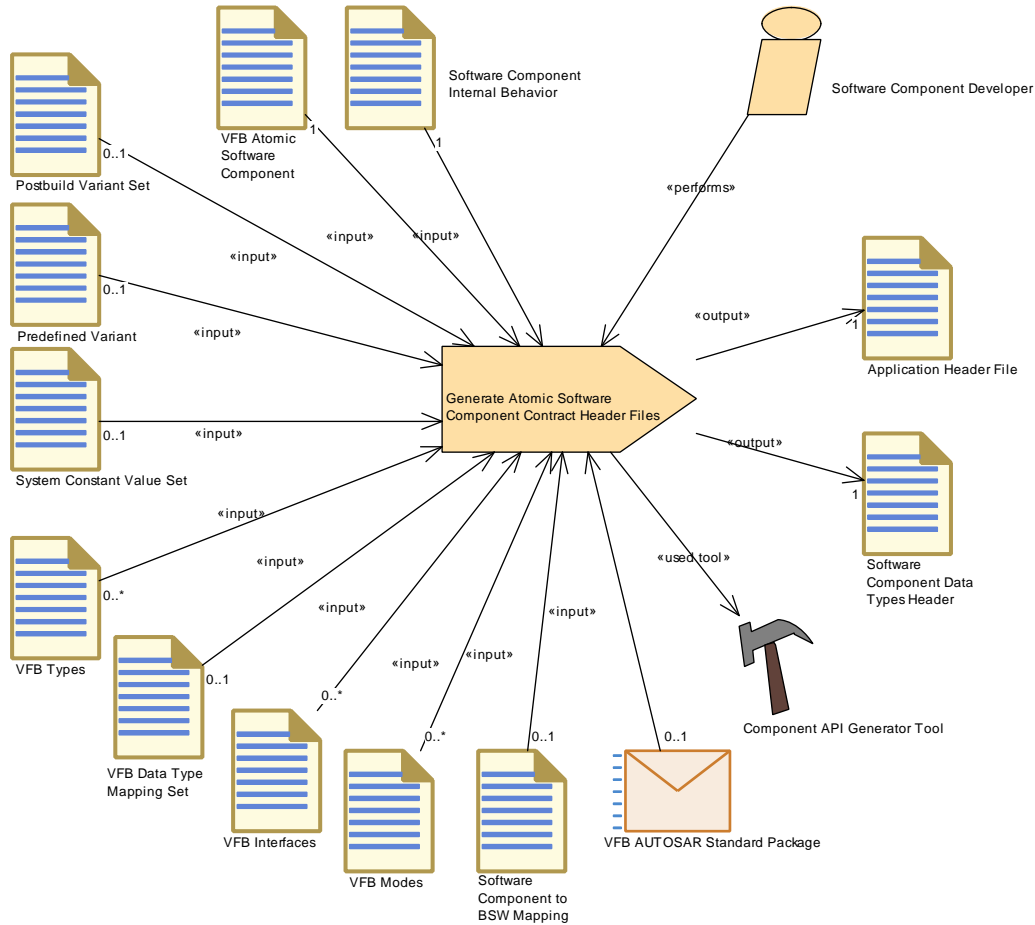 Software Component
Internal Behavior
Software Component Developer
1
VFB Atomic
Software
Component
1
0..1
Postbuild Variant Set
«performs»
«input»
«input»
«input»
0..1
Predefined Variant
«input»
«output»
1
Application Header File
Generate Atomic Software
Component Contract Header Files
0..1
«input»
System Constant Value Set
«output»
1
«input»
«input»
«used tool»
Software
Component Data
Types Header
0..*
VFB Types
«input»
«input»
«input»
«input»
0..1
0..*
VFB Data Type
Mapping Set
0..*
0..1
0..1
Component API Generator Tool
VFB Interfaces
VFB AUTOSAR Standard Package
VFB Modes
Software
Component to
BSW Mapping